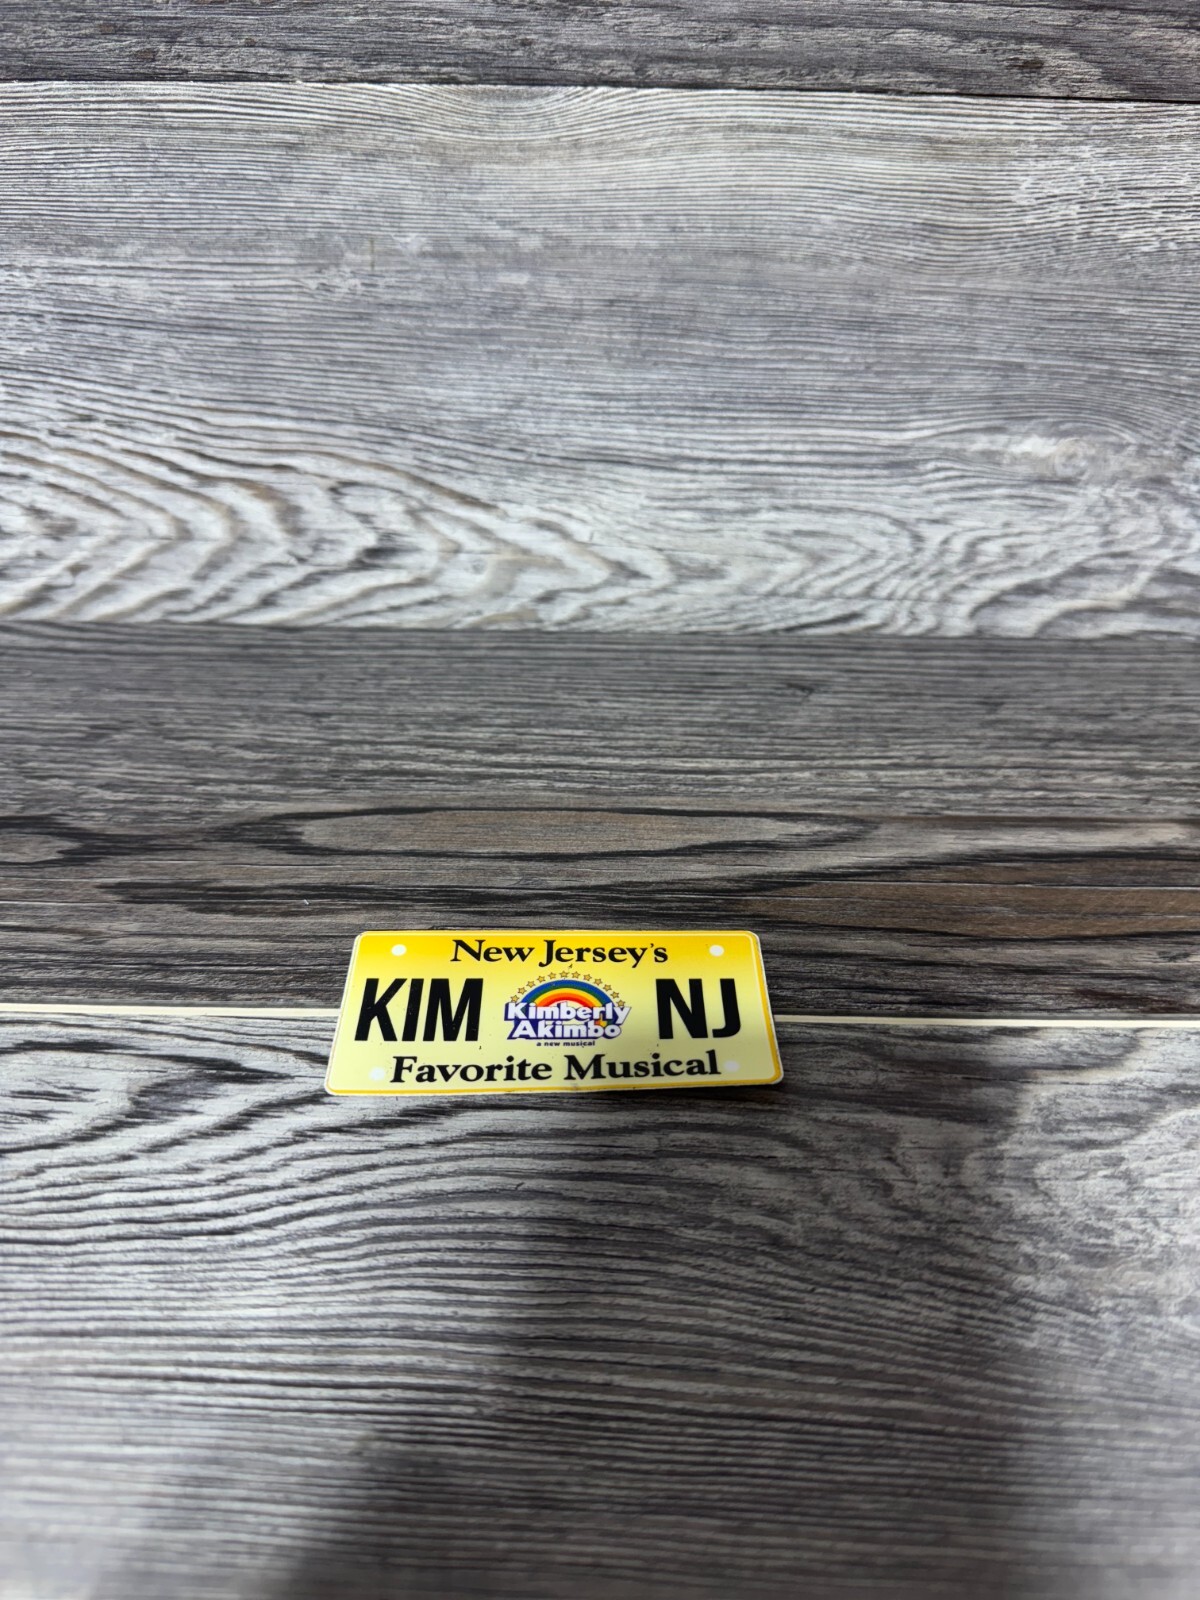 New Jersey's
KIM NJ
Kimberly
Akimbo
a new musical
Favorite Musical